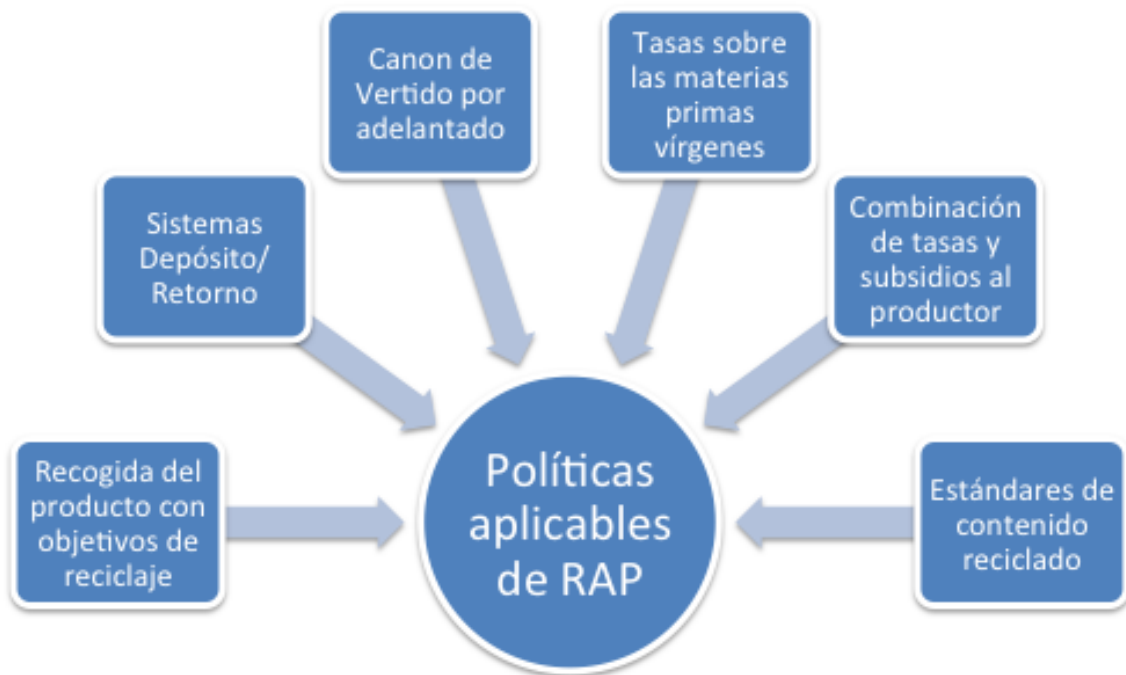 Canon de
Vertido por
adelantado
Tasas sobre
las materias
primas
vírgenes
Sistemas
Depósito/
Retorno
Combinación
de tasas y
subsidios al
productor
Recogida del
producto con
objetivos de
reciclaje
Políticas
aplicables
de RAP
Estándares de
contenido
reciclado